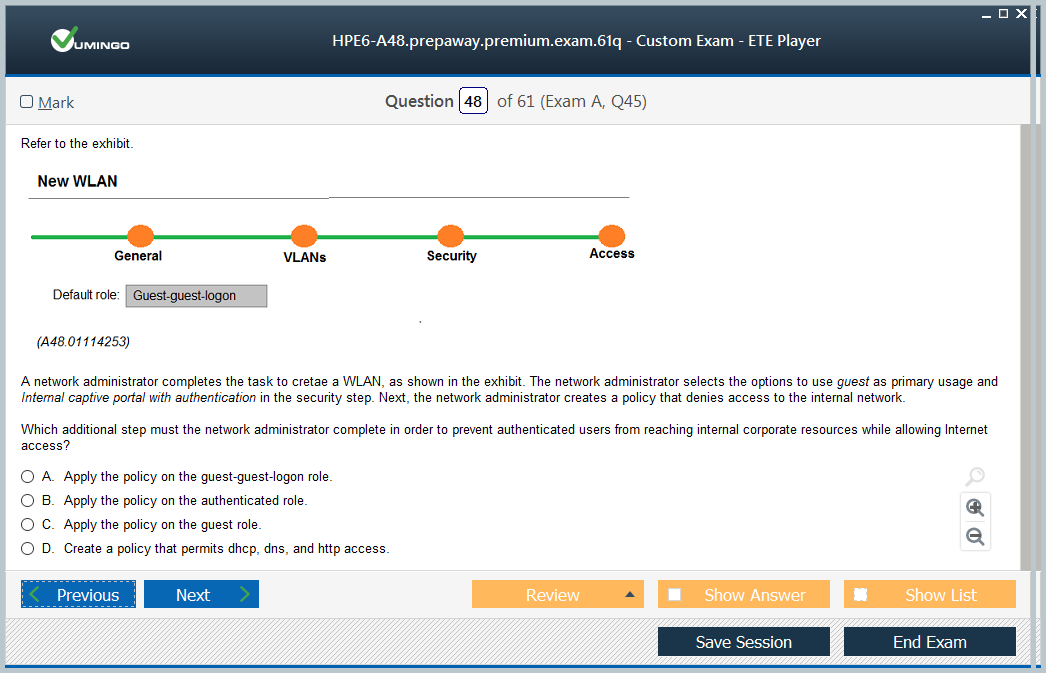 VUMINGO
HPE6-A48.prepaway.premium.exam.61q - Custom Exam - ETE Player
Mark
Question 48 of 61 (Exam A, Q45)
Refer to the exhibit.
New WLAN
General
VLANs
Security
Access
Default role: Guest-guest-logon
(A48.01114253)
A network administrator completes the task to cretae a WLAN, as shown in the exhibit. The network administrator selects the options to use guest as primary usage and
Internal captive portal with authentication in the security step. Next, the network administrator creates a policy that denies access to the internal network.
Which additional step must the network administrator complete in order to prevent authenticated users from reaching internal corporate resources while allowing Internet
access?
A. Apply the policy on the guest-guest-logon role.
B. Apply the policy on the authenticated role.
C. Apply the policy on the guest role.
D. Create a policy that permits dhcp, dns, and http access.
Previous
Next
Review
Show Answer
Show List
Save Session
End Exam